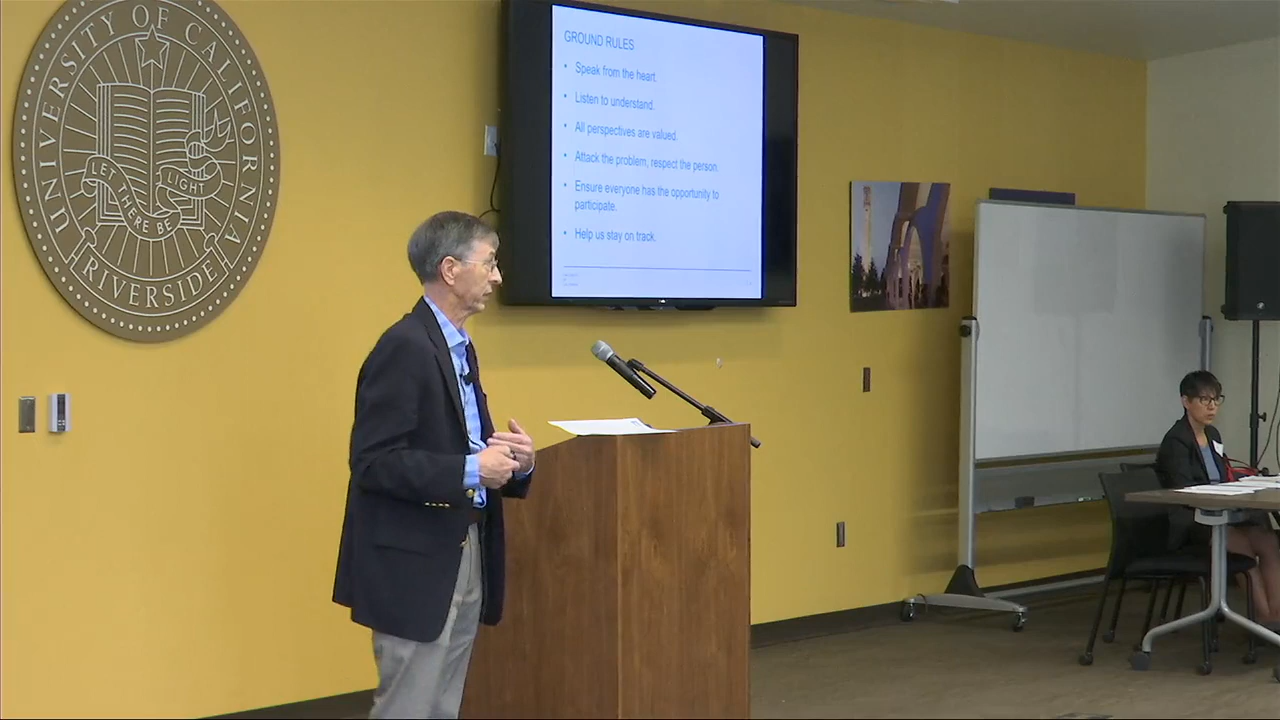 UNIVERSITY OF CALIFORNIA
LET THERE BE LIGHT
RIVERSIDE
GROUND RULES
• Speak from the heart.
• Listen to understand.
• All perspectives are valued.
• Attack the problem, respect the person.
• Ensure everyone has the opportunity to
participate.
• Help us stay on track.